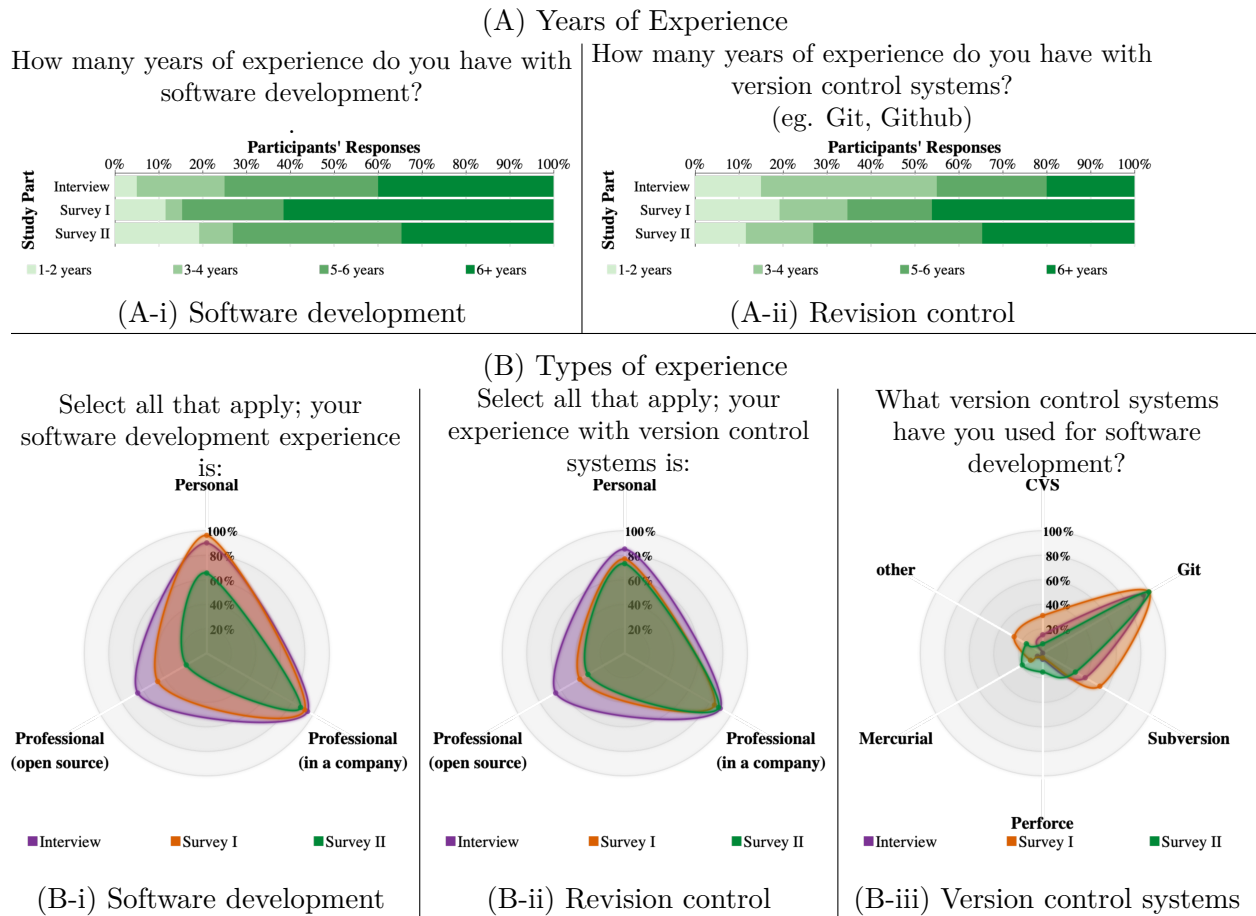 (A) Years of Experience
How many years of experience do you have with
software development?
.
Participants' Responses
0% 10% 20% 30% 40% 50% 60% 70% 80% 90% 100%
Study Part
Interview
Survey I
Survey II
1-2 years 3-4 years 5-6 years 6+ years
(A-i) Software development
How many years of experience do you have with
version control systems?
(eg. Git, Github)
Participants' Responses
0% 10% 20% 30% 40% 50% 60% 70% 80% 90% 100%
Study Part
Interview
Survey I
Survey II
1-2 years 3-4 years 5-6 years 6+ years
(A-ii) Revision control
(B) Types of experience
Select all that apply; your
software development experience
is:
Personal
100%
80%
60%
40%
20%
Professional
(open source)
Professional
(in a company)
Interview Survey I Survey II
(B-i) Software development
Select all that apply; your
experience with version control
systems is:
Personal
100%
80%
60%
40%
20%
Professional
(open source)
Professional
(in a company)
Interview Survey I Survey II
(B-ii) Revision control
What version control systems
have you used for software
development?
CVS
100%
80%
60%
40%
20%
other
Git
Mercurial
Subversion
Perforce
Interview Survey I Survey II
(B-iii) Version control systems